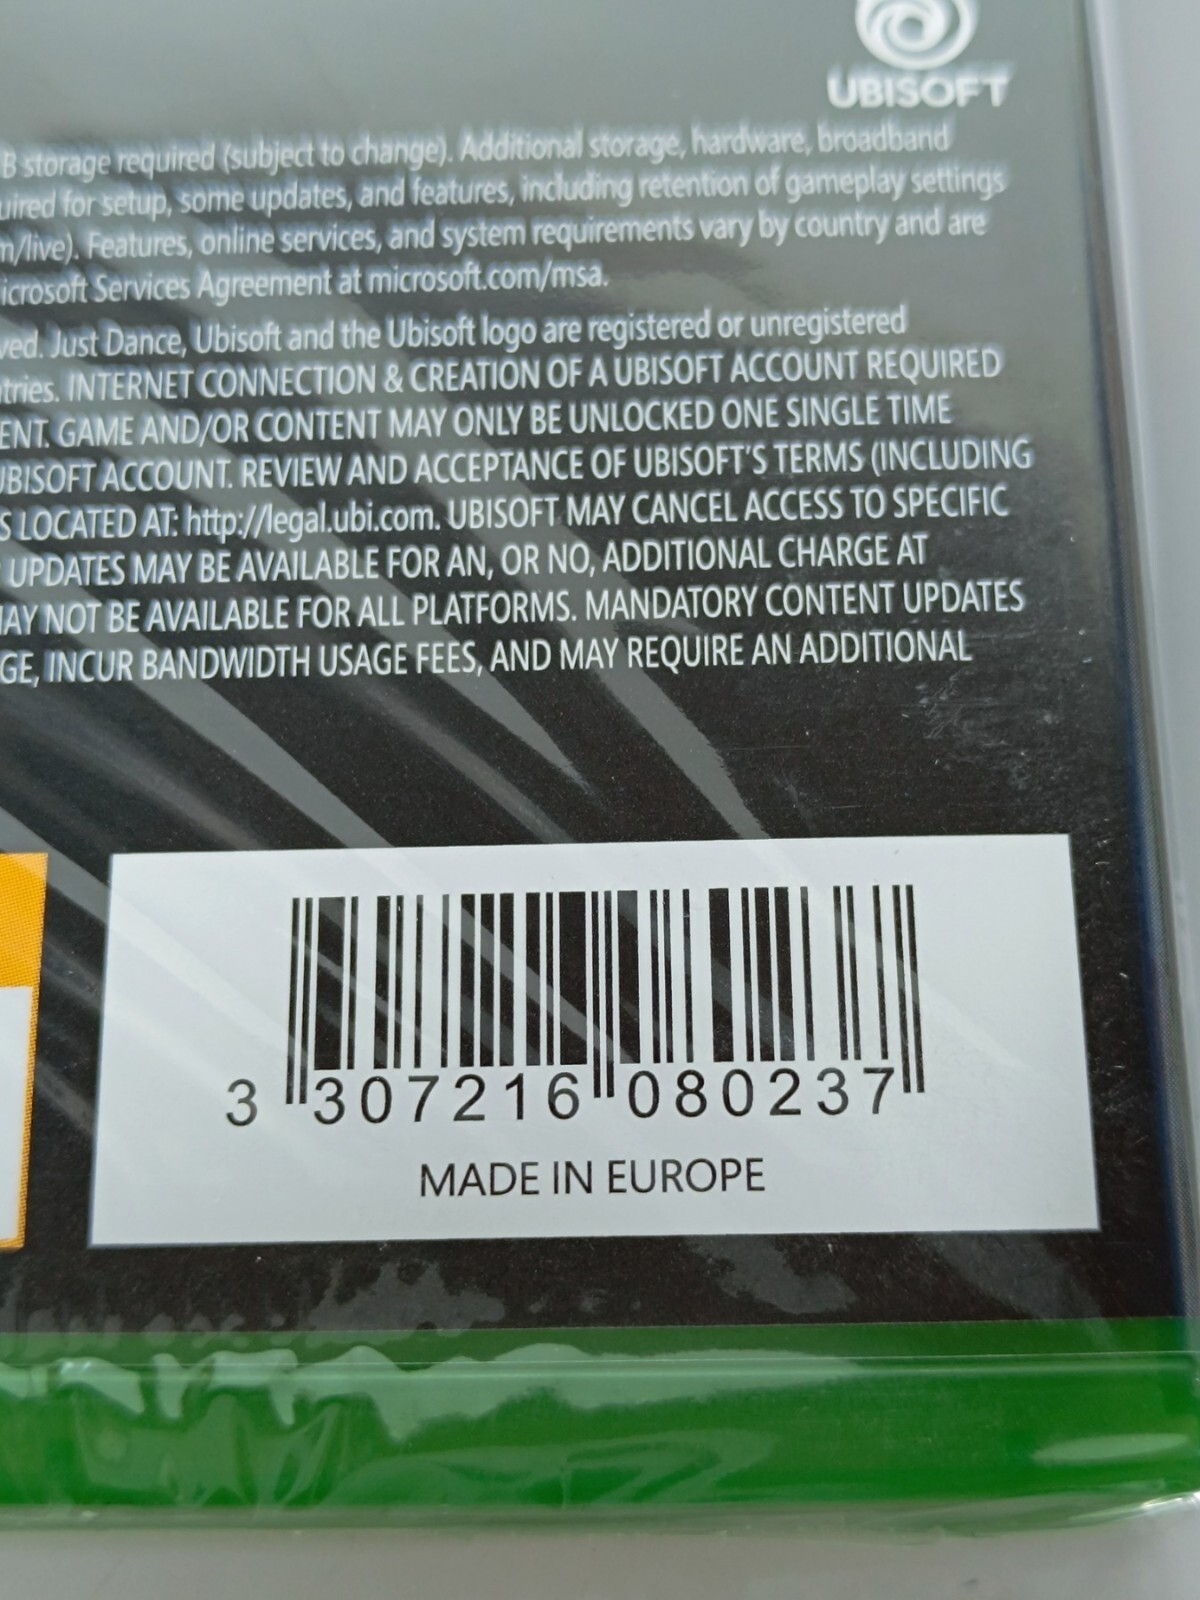 UBISOFT
B storage required (subject to change). Additional storage, hardware, broadband
uired for setup, some updates, and features, including retention of gameplay settings
m/live). Features, online services, and system requirements vary by country and are
icrosoft Services Agreement at microsoft.com/msa.
ved. Just Dance, Ubisoft and the Ubisoft logo are registered or unregistered
tries. INTERNET CONNECTION & CREATION OF A UBISOFT ACCOUNT REQUIRED
ENT. GAME AND/OR CONTENT MAY ONLY BE UNLOCKED ONE SINGLE TIME
UBISOFT ACCOUNT. REVIEW AND ACCEPTANCE OF UBISOFT'S TERMS (INCLUDING
S LOCATED AT: http://legal.ubi.com. UBISOFT MAY CANCEL ACCESS TO SPECIFIC
UPDATES MAY BE AVAILABLE FOR AN, OR NO, ADDITIONAL CHARGE AT
MAY NOT BE AVAILABLE FOR ALL PLATFORMS. MANDATORY CONTENT UPDATES
GE, INCUR BANDWIDTH USAGE FEES, AND MAY REQUIRE AN ADDITIONAL
3 307216 080237
MADE IN EUROPE